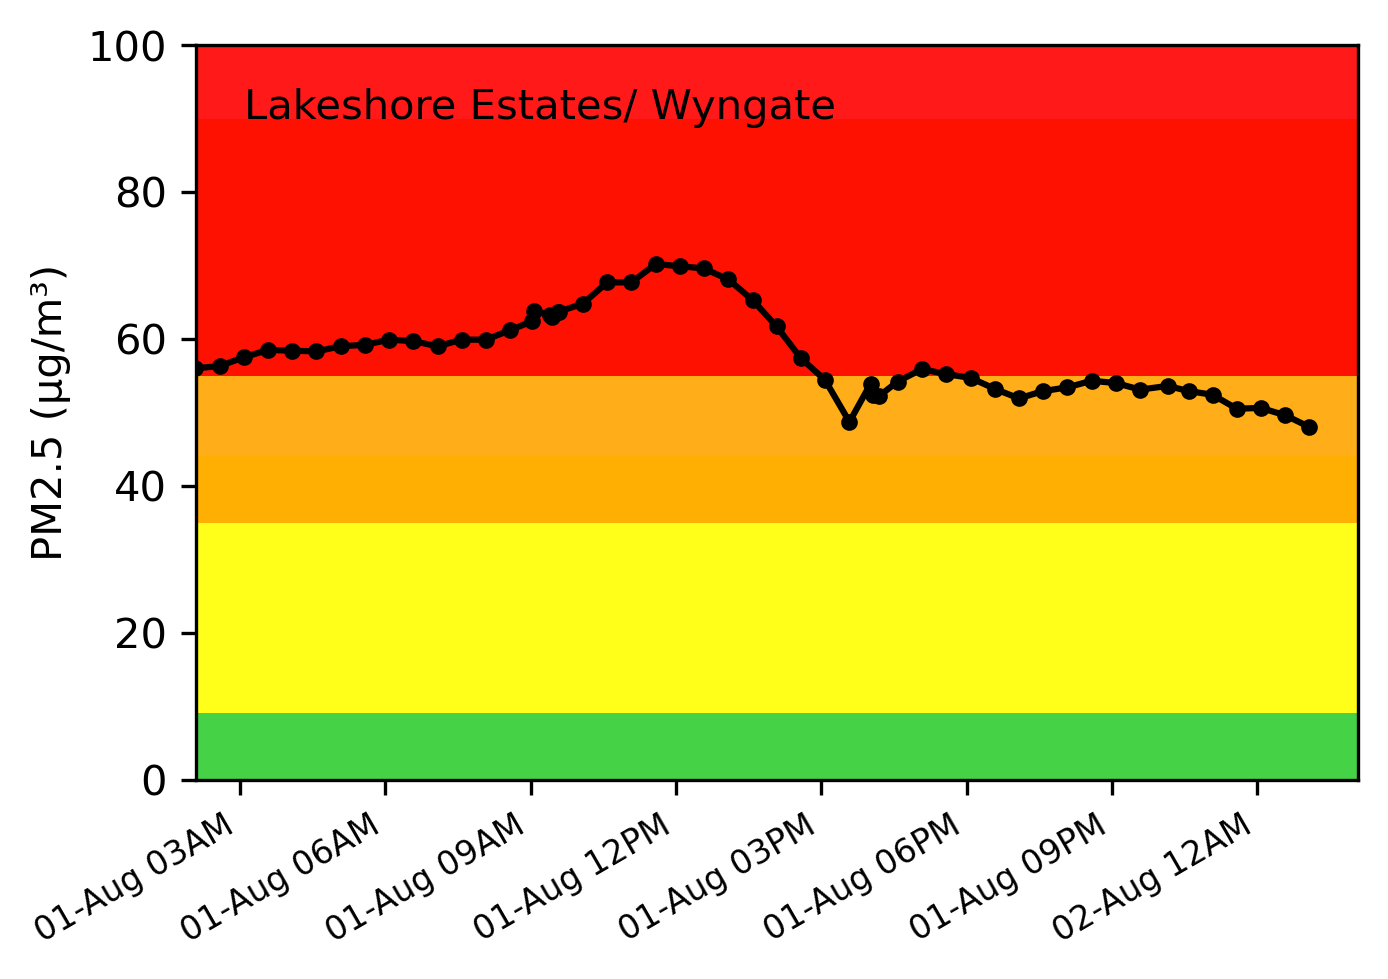 Lakeshore Estates/ Wyngate
PM2.5 (µg/m³)
100
80
60
40
20
0
01-Aug 03AM
01-Aug 06AM
01-Aug 09AM
01-Aug 12PM
01-Aug 03PM
01-Aug 06PM
01-Aug 09PM
02-Aug 12AM